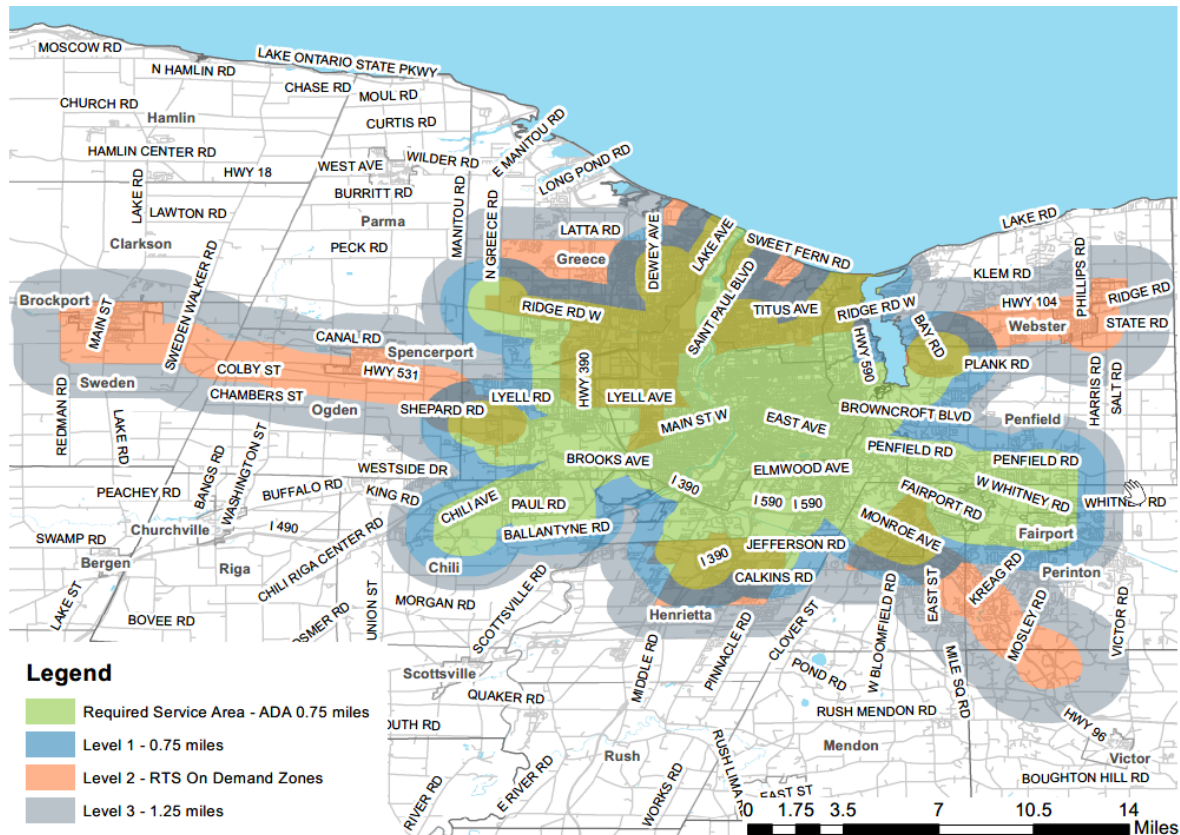 MOSCOW RD
LAKE ONTARIO STATE PKWY
N HAMLIN RD
CHASE RD
MOUL RD
CHURCH RD
Hamlin
CURTIS RD
E MANITOU RD
HAMLIN CENTER RD
WEST AVE
WILDER RD
LONG POND RD
HWY 18
BURRITT RD
MANITOU RD
N GREECE RD
LAKE RD
LAWTON RD
Parma
DEWEY AVE
LAKE AVE
LAKE RD
LATTA RD
Clarkson
PECK RD
Greece
SWEET FERN RD
PHILLIPS RD
KLEM RD
SWEDEN WALKER RD
SAINT PAUL BLVD
Brockport
MAIN ST
RIDGE RD W
TITUS AVE
RIDGE RD W
HWY 104
RIDGE RD
CANAL RD
BAY RD
Webster
STATE RD
Spencerport
HWY 390
HWY 590
COLBY ST
HWY 531
PLANK RD
Sweden
CHAMBERS ST
LYELL RD
LYELL AVE
HARRIS RD
SALT RD
REDMAN RD
Ogden
SHEPARD RD
MAIN ST W
EAST AVE
BROWNCROFT BLVD
Penfield
LAKE RD
BANGS RD
WASHINGTON ST
BROOKS AVE
PENFIELD RD
PENFIELD RD
WESTSIDE DR
ELMWOOD AVE
PEACHEY RD
BUFFALO RD
KING RD
I 390
W WHITNEY RD
CHILI AVE
PAUL RD
I 590
I 590
FAIRPORT RD
WHITNEY RD
Churchville
I 490
BALLANTYNE RD
MONROE AVE
Fairport
SWAMP RD
Bergen
Riga
CHILI RIGA CENTER RD
Chili
I 390
JEFFERSON RD
Perinton
CALKINS RD
KREAG RD
LAKE ST
UNION ST
MORGAN RD
SCOTTSVILLE RD
Henrietta
EAST ST
BOVEE RD
OSMER RD
CLOVER ST
W BLOOMFIELD RD
MOSLEY RD
VICTOR RD
MIDDLE RD
PINNACLE RD
Legend
Scottsville
POND RD
MILE SQ RD
QUAKER RD
Required Service Area - ADA 0.75 miles
RUSH MENDON RD
HWY 96
OUTH RD
Level 1 - 0.75 miles
Rush
Mendon
Victor
Level 2 - RTS On Demand Zones
E RIVER RD
WORKS RD
RUSH LIMA R
BOUGHTON HILL RD
RIVER RD
EAST ST
Level 3 - 1.25 miles
0 1.75 3.5 7 10.5 14
Miles